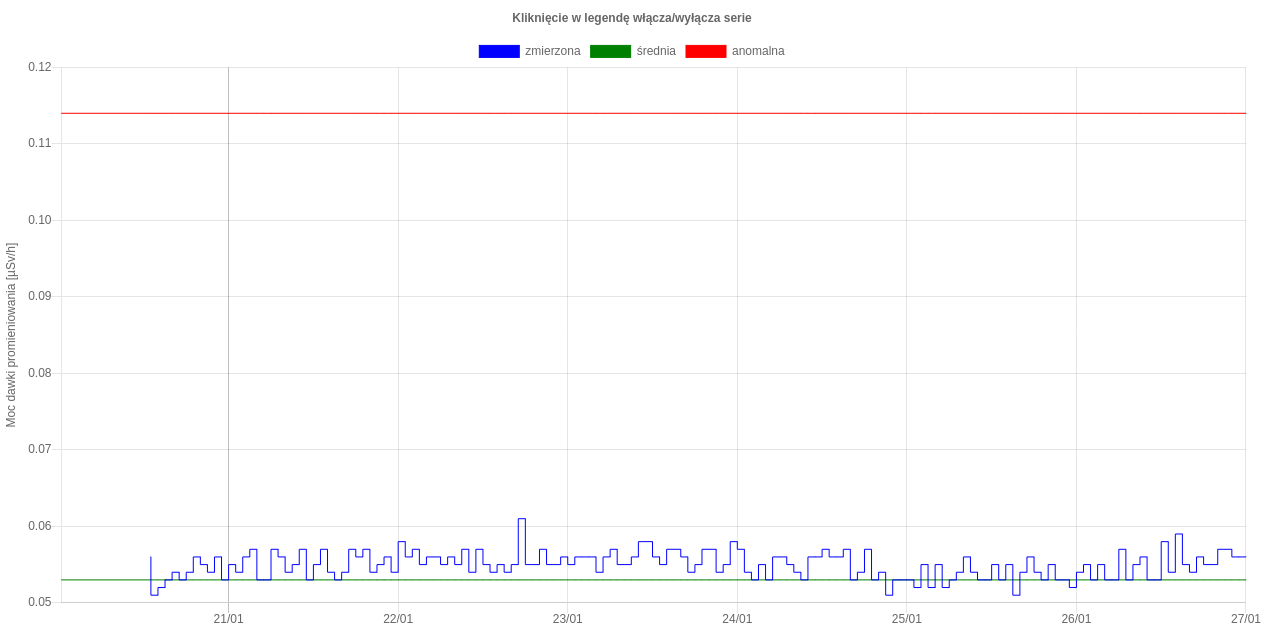 Kliknięcie w legendę włącza/wyłącza serie
zmierzona średnia anomalna
Moc dawki promieniowania [µSv/h]
0.12
0.11
0.10
0.09
0.08
0.07
0.06
0.05
21/01 22/01 23/01 24/01 25/01 26/01 27/01